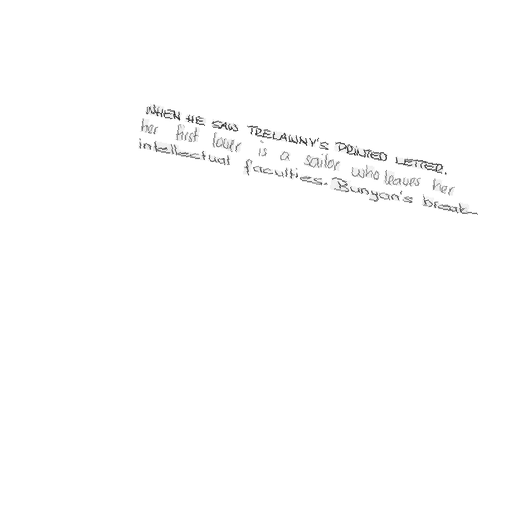 WHEN HE SAW TRELAWNY'S PRINTED LETTER.
her first lover is a sailor who leaves her
intellectual faculties. Bunyan's break